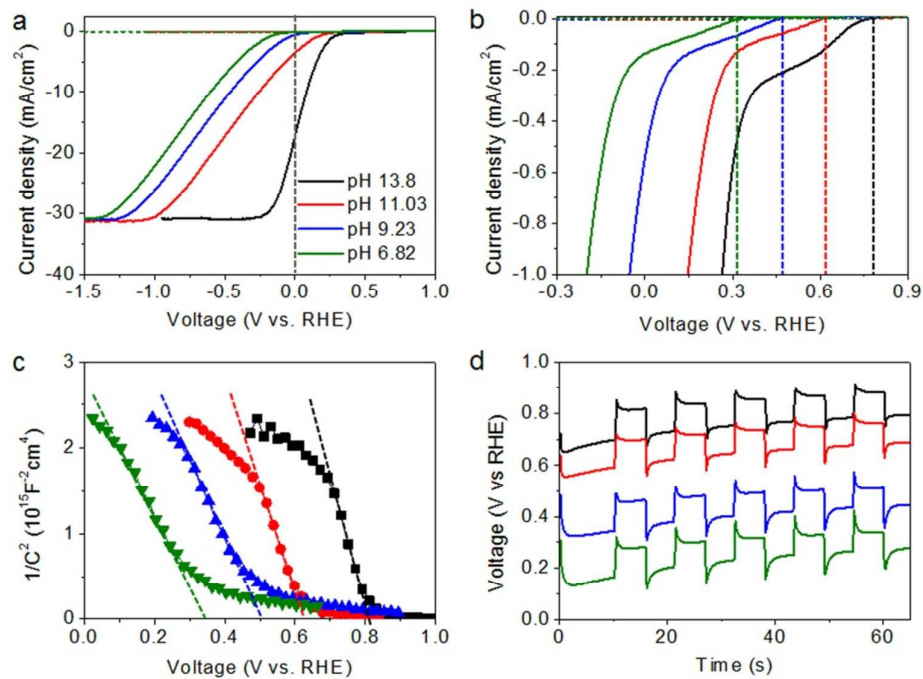 a
0
-10
-20
-30
-40
Current density (mA/cm²)
pH 13.8
pH 11.03
pH 9.23
pH 6.82
-1.5 -1.0 -0.5 0.0 0.5 1.0
Voltage (V vs. RHE)
b
0.0
-0.2
-0.4
-0.6
-0.8
-1.0
Current density (mA/cm²)
-0.3 0.0 0.3 0.6 0.9
Voltage (V vs. RHE)
c
3
2
1
0
1/C⁻² (10¹⁵F⁻²cm⁴)
0.0 0.2 0.4 0.6 0.8 1.0
Voltage (V vs. RHE)
d
1.0
0.8
0.6
0.4
0.2
0.0
Voltage (V vs RHE)
0 20 40 60
Time (s)